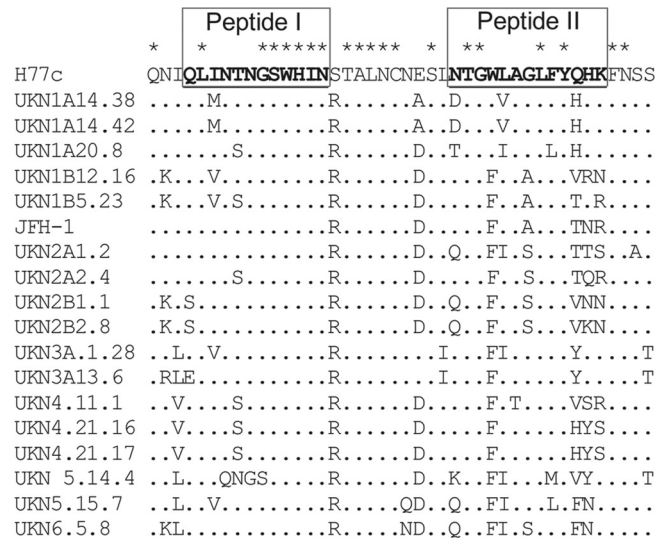 Peptide I Peptide II
* * ****** ***** * ** * * **
H77c QNIQLINTNGSWHINSTALNCNESLNTGWLAGLFYQHKFNSS
UKN1A14.38 .....M.........R......A..D...V.....H......
UKN1A14.42 .....M.........R......A..D...V.....H......
UKN1A20.8 .......S.......R......D..T...I...L.H......
UKN1B12.16 .K...V.........R......D.....F..A...VRN....
UKN1B5.23 .K...V.S.......R......D.....F..A...T.R....
JFH-1 ...............R......D.....F..A...TNR....
UKN2A1.2 ...............R......D..Q..FI.S...TTS..A.
UKN2A2.4 .......S.......R......D.....F..S...TQR....
UKN2B1.1 .K.S...........R......D..Q..F..S...VNN....
UKN2B2.8 .K.S...........R......D..Q..F..S...VKN....
UKN3A.1.28 ..L..V.........R......D.I...FI.....Y.....T
UKN3A13.6 .RLE...........R......D.I...F......Y.....T
UKN4.11.1 ..V....S.......R......D.....F.T....VSR....
UKN4.21.16 ..V....S.......R......D.....F......HYS....
UKN4.21.17 ..V....S.......R......D.....F......HYS....
UKN 5.14.4 ..L...QNGS.....R......D..K..FI...M.VY....T
UKN5.15.7 ..L..V.........R.....QD..Q..FI...L.FN.....
UKN6.5.8 .KL............R.....ND..Q..FI.S...FN.....